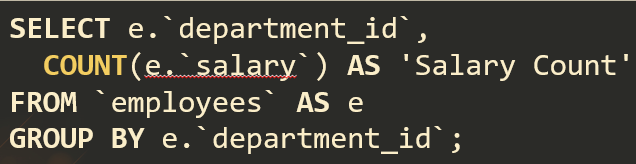 SELECT e.`department_id`,
COUNT(e.`salary`) AS 'Salary Count'
FROM `employees` AS e
GROUP BY e.`department_id`;